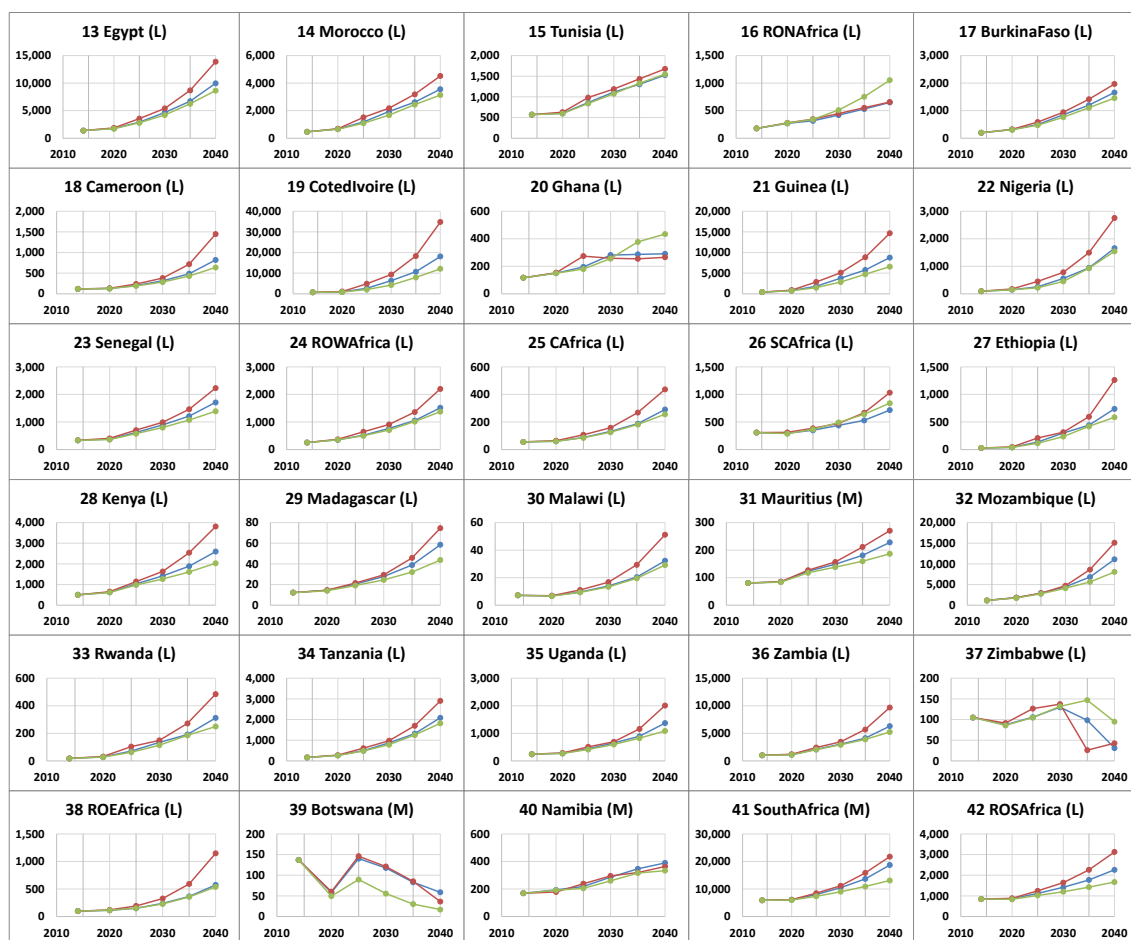 13 Egypt (L)
15,000
10,000
5,000
0
2010 2020 2030 2040
14 Morocco (L)
6,000
4,000
2,000
0
2010 2020 2030 2040
15 Tunisia (L)
2,000
1,500
1,000
500
0
2010 2020 2030 2040
16 RONAfrica (L)
1,500
1,000
500
0
2010 2020 2030 2040
17 BurkinaFaso (L)
3,000
2,000
1,000
0
2010 2020 2030 2040
18 Cameroon (L)
2,000
1,500
1,000
500
0
2010 2020 2030 2040
19 CotedIvoire (L)
40,000
30,000
20,000
10,000
0
2010 2020 2030 2040
20 Ghana (L)
600
400
200
0
2010 2020 2030 2040
21 Guinea (L)
20,000
15,000
10,000
5,000
0
2010 2020 2030 2040
22 Nigeria (L)
3,000
2,000
1,000
0
2010 2020 2030 2040
23 Senegal (L)
3,000
2,000
1,000
0
2010 2020 2030 2040
24 ROWAfrica (L)
3,000
2,000
1,000
0
2010 2020 2030 2040
25 CAfrica (L)
600
400
200
0
2010 2020 2030 2040
26 SCAfrica (L)
1,500
1,000
500
0
2010 2020 2030 2040
27 Ethiopia (L)
1,500
1,000
500
0
2010 2020 2030 2040
28 Kenya (L)
4,000
3,000
2,000
1,000
0
2010 2020 2030 2040
29 Madagascar (L)
80
60
40
20
0
2010 2020 2030 2040
30 Malawi (L)
60
40
20
0
2010 2020 2030 2040
31 Mauritius (M)
300
200
100
0
2010 2020 2030 2040
32 Mozambique (L)
20,000
15,000
10,000
5,000
0
2010 2020 2030 2040
33 Rwanda (L)
600
400
200
0
2010 2020 2030 2040
34 Tanzania (L)
4,000
3,000
2,000
1,000
0
2010 2020 2030 2040
35 Uganda (L)
3,000
2,000
1,000
0
2010 2020 2030 2040
36 Zambia (L)
15,000
10,000
5,000
0
2010 2020 2030 2040
37 Zimbabwe (L)
200
150
100
50
0
2010 2020 2030 2040
38 ROEAfrica (L)
1,500
1,000
500
0
2010 2020 2030 2040
39 Botswana (M)
200
150
100
50
0
2010 2020 2030 2040
40 Namibia (M)
600
400
200
0
2010 2020 2030 2040
41 SouthAfrica (M)
30,000
20,000
10,000
0
2010 2020 2030 2040
42 ROSAfrica (L)
4,000
3,000
2,000
1,000
0
2010 2020 2030 2040